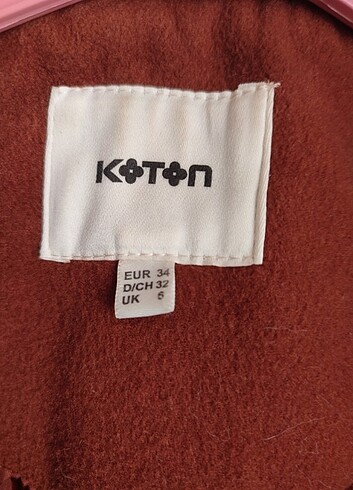 KOTON
EUR 34
D/CH 32
UK 6